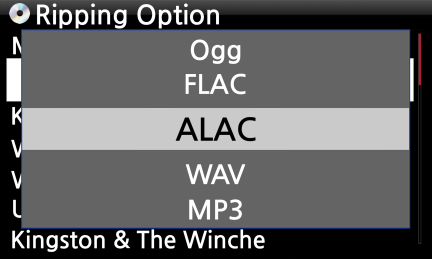 Ripping Option
Ogg
FLAC
ALAC
WAV
MP3
Kingston & The Winche